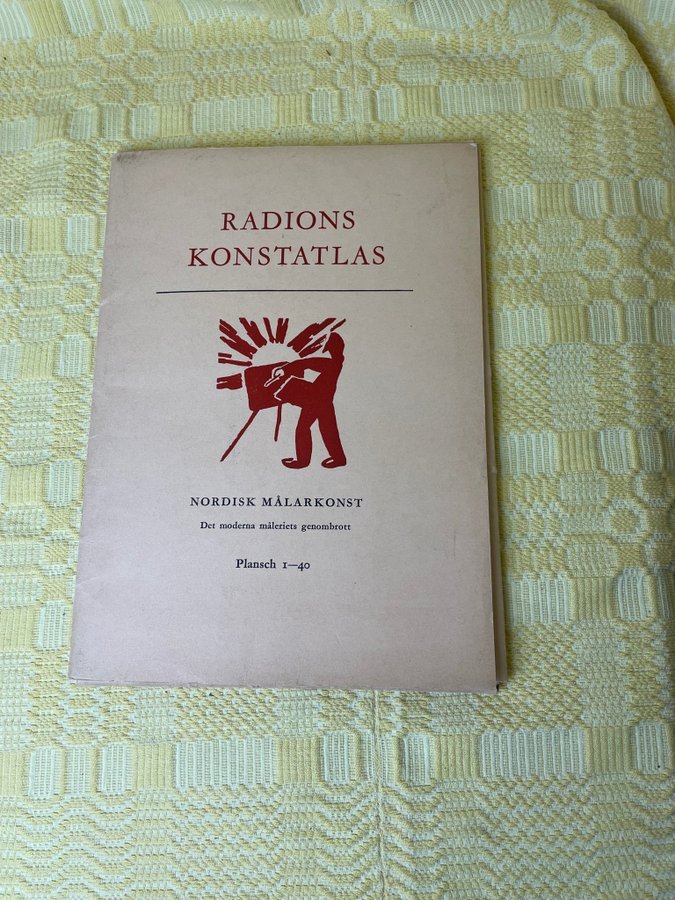 RADIONS
KONSTATLAS
NORDISK MÅLARKONST
Det moderna måleriets genombrott
Plansch 1—40